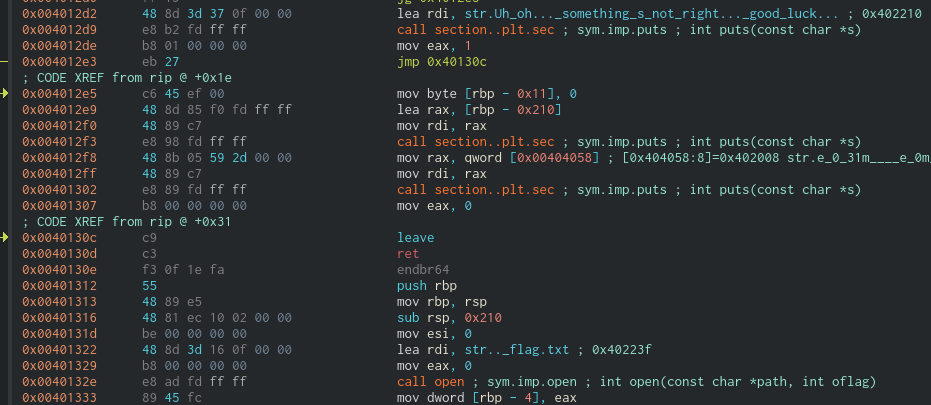 0x004012d2 48 8d 3d 37 0f 00 00 lea rdi, str.Uh_oh..._something_s_not_right..._good_luck... ; 0x402210
0x004012d9 e8 b2 fd ff ff call section..plt.sec ; sym.imp.puts ; int puts(const char *s)
0x004012de b8 01 00 00 00 mov eax, 1
0x004012e3 eb 27 jmp 0x40130c
; CODE XREF from rip @ +0x1e
0x004012e5 c6 45 ef 00 mov byte [rbp - 0x11], 0
0x004012e9 48 8d 85 f0 fd ff ff lea rax, [rbp - 0x210]
0x004012f0 48 89 c7 mov rdi, rax
0x004012f3 e8 98 fd ff ff call section..plt.sec ; sym.imp.puts ; int puts(const char *s)
0x004012f8 48 8b 05 59 2d 00 00 mov rax, qword [0x00404058] ; [0x404058:8]=0x402008 str.e_0_31m____e_0m_
0x004012ff 48 89 c7 mov rdi, rax
0x00401302 e8 89 fd ff ff call section..plt.sec ; sym.imp.puts ; int puts(const char *s)
0x00401307 b8 00 00 00 00 mov eax, 0
; CODE XREF from rip @ +0x31
0x0040130c c9 leave
0x0040130d c3 ret
0x0040130e f3 0f 1e fa endbr64
0x00401312 55 push rbp
0x00401313 48 89 e5 mov rbp, rsp
0x00401316 48 81 ec 10 02 00 00 sub rsp, 0x210
0x0040131d be 00 00 00 00 mov esi, 0
0x00401322 48 8d 3d 16 0f 00 00 lea rdi, str.._flag.txt ; 0x40223f
0x00401329 b8 00 00 00 00 mov eax, 0
0x0040132e e8 ad fd ff ff call open ; sym.imp.open ; int open(const char *path, int oflag)
0x00401333 89 45 fc mov dword [rbp - 4], eax